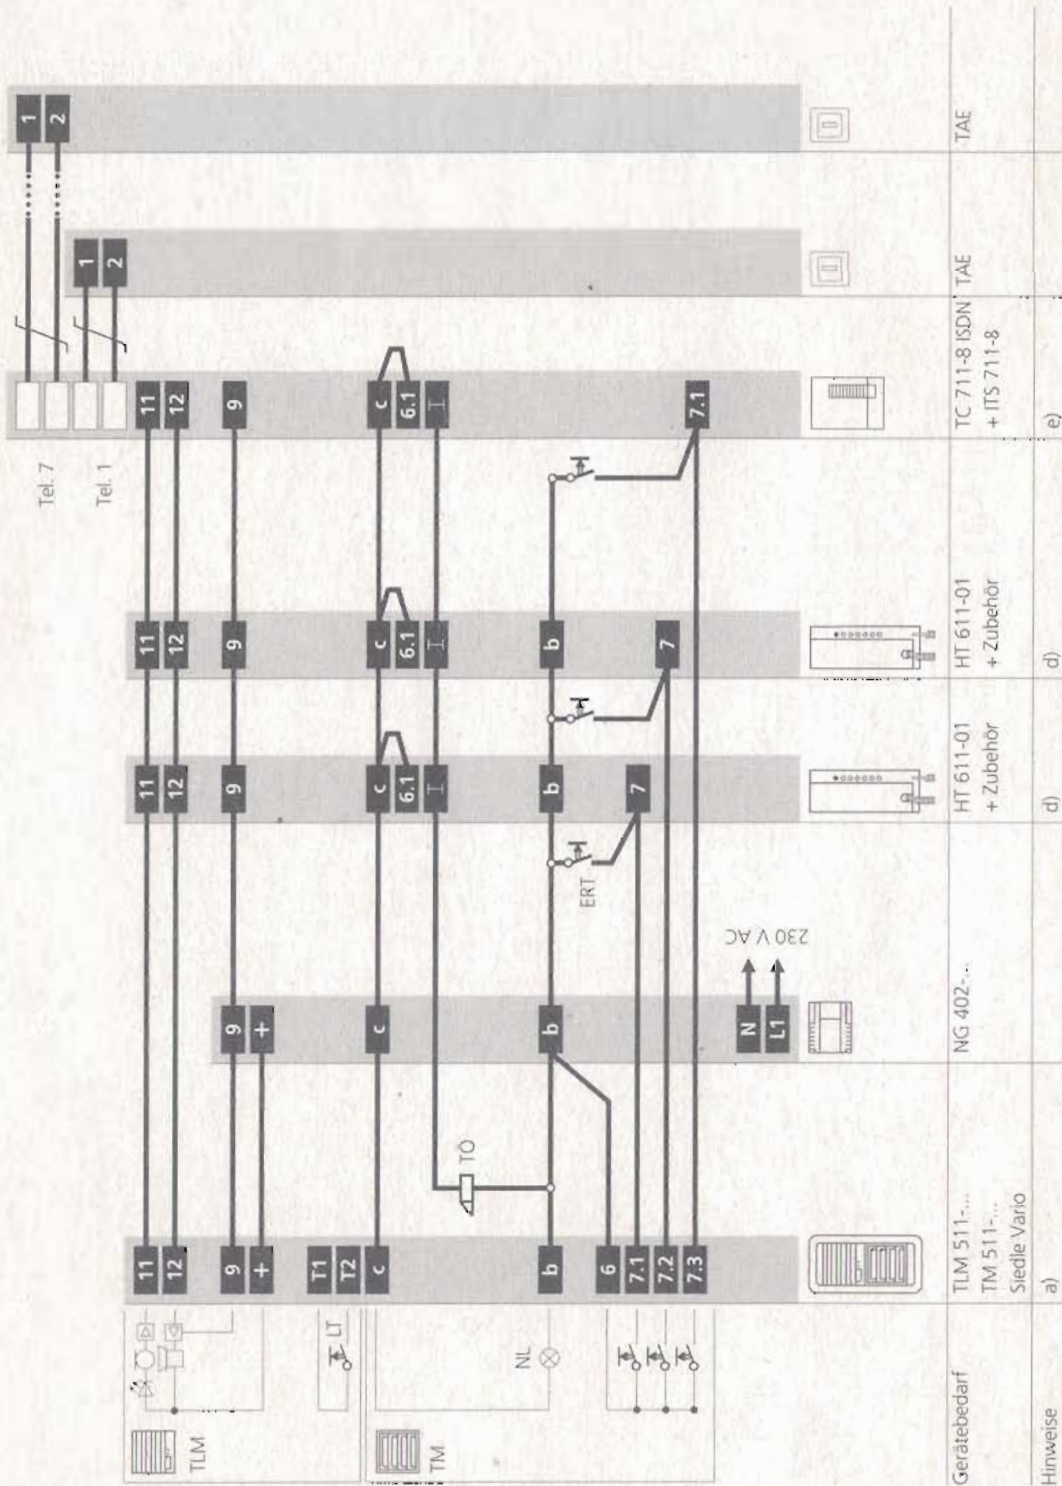 TLM
TM
LT
NL
11
12
9
+
T1
T2
c
b
6
7.1
7.2
7.3
TÖ
9
+
c
b
N
L1
230 V AC
ERT
11
12
9
c
6.1
I
b
7
11
12
9
c
6.1
I
b
7
Tel. 7
Tel. 1
11
12
9
c
6.1
I
7.1
1
2
1
2
Gerätebedarf
TLM 511-...
TM 511-...
Siedle Vario
NG 402-...
HT 611-01
+ Zubehör
HT 611-01
+ Zubehör
TC 711-8 ISDN
+ ITS 711-8
TAE
TAE
Hinweise
a)
d)
d)
e)